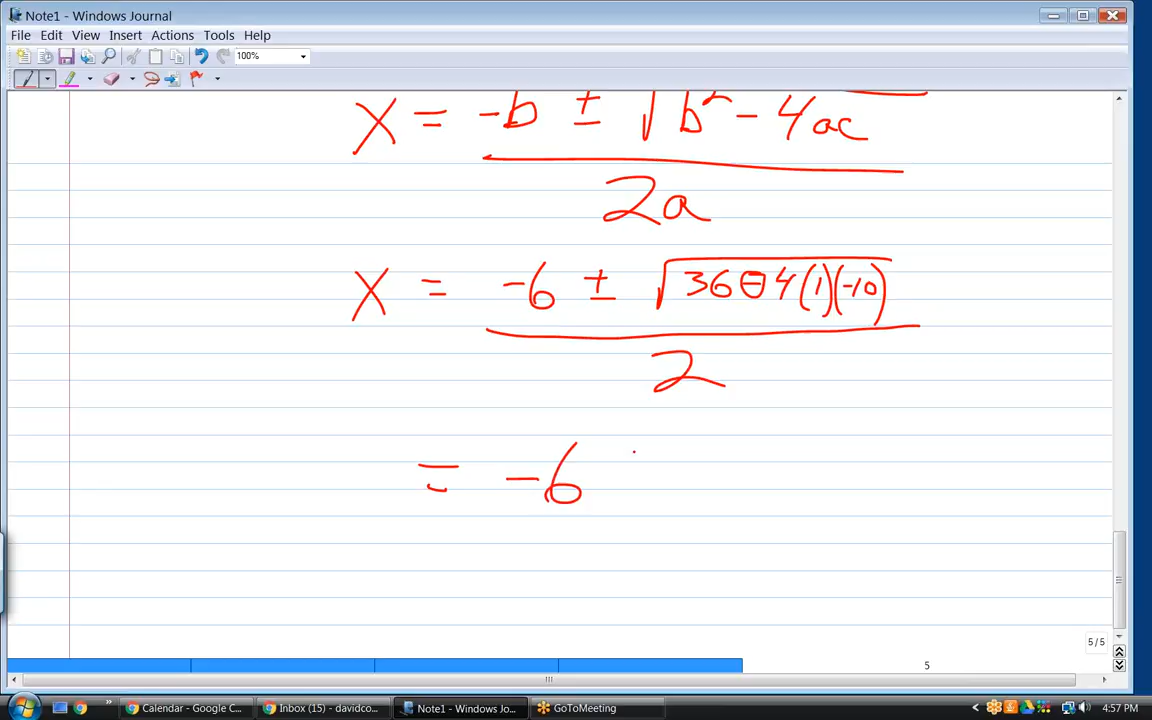 Note1 - Windows Journal
File Edit View Insert Actions Tools Help
100%
X = -b ± √b² - 4ac
2a
X = -6 ± √36 - 4(1)(-10)
2
= -6
5/5
5
Calendar - Google C... Inbox (15) - davidco... Note1 - Windows Jo... GoToMeeting 4:57 PM